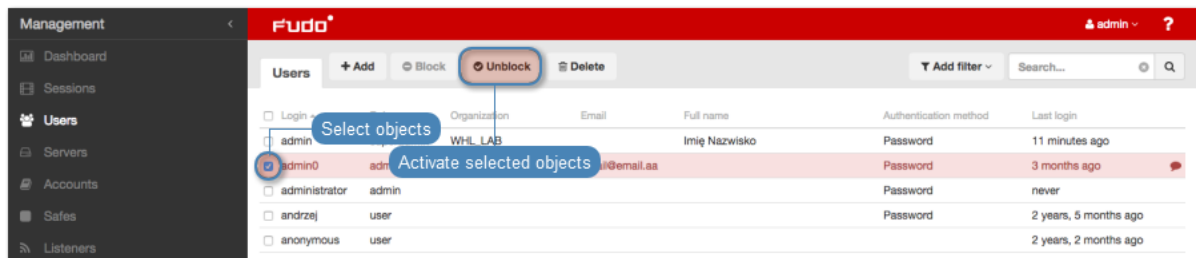 Management
Fudo
admin
?
Dashboard
Users
+ Add
Block
Unblock
Delete
Add filter
Search...
Sessions
Users
Login
Organization
Email
Full name
Authentication method
Last login
Select objects
admin
WHL_LAB
Imię Nazwisko
Password
11 minutes ago
Servers
Activate selected objects
admin0
@email.aa
Password
3 months ago
Accounts
administrator
admin
Password
never
Safes
andrzej
user
Password
2 years, 5 months ago
Listeners
anonymous
user
2 years, 2 months ago